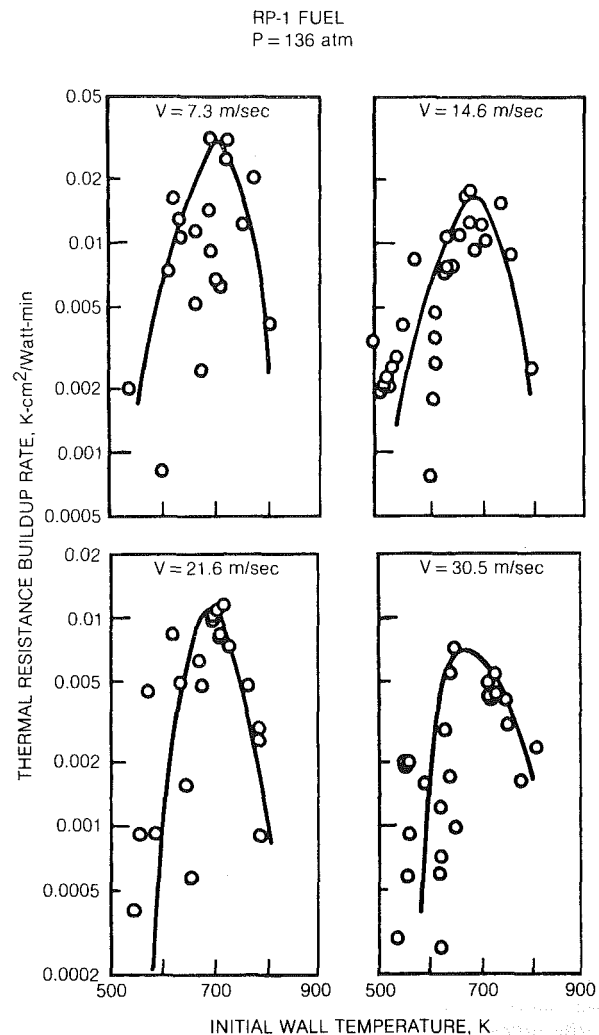 RP-1 FUEL
P = 136 atm
V = 7.3 m/sec
V = 14.6 m/sec
0.05
0.02
0.01
0.005
0.002
0.001
0.0005
V = 21.6 m/sec
V = 30.5 m/sec
0.02
0.01
0.005
0.002
0.001
0.0005
0.0002
THERMAL RESISTANCE BUILDUP RATE, K-cm²/Watt-min
500 700 900 500 700 900
INITIAL WALL TEMPERATURE, K